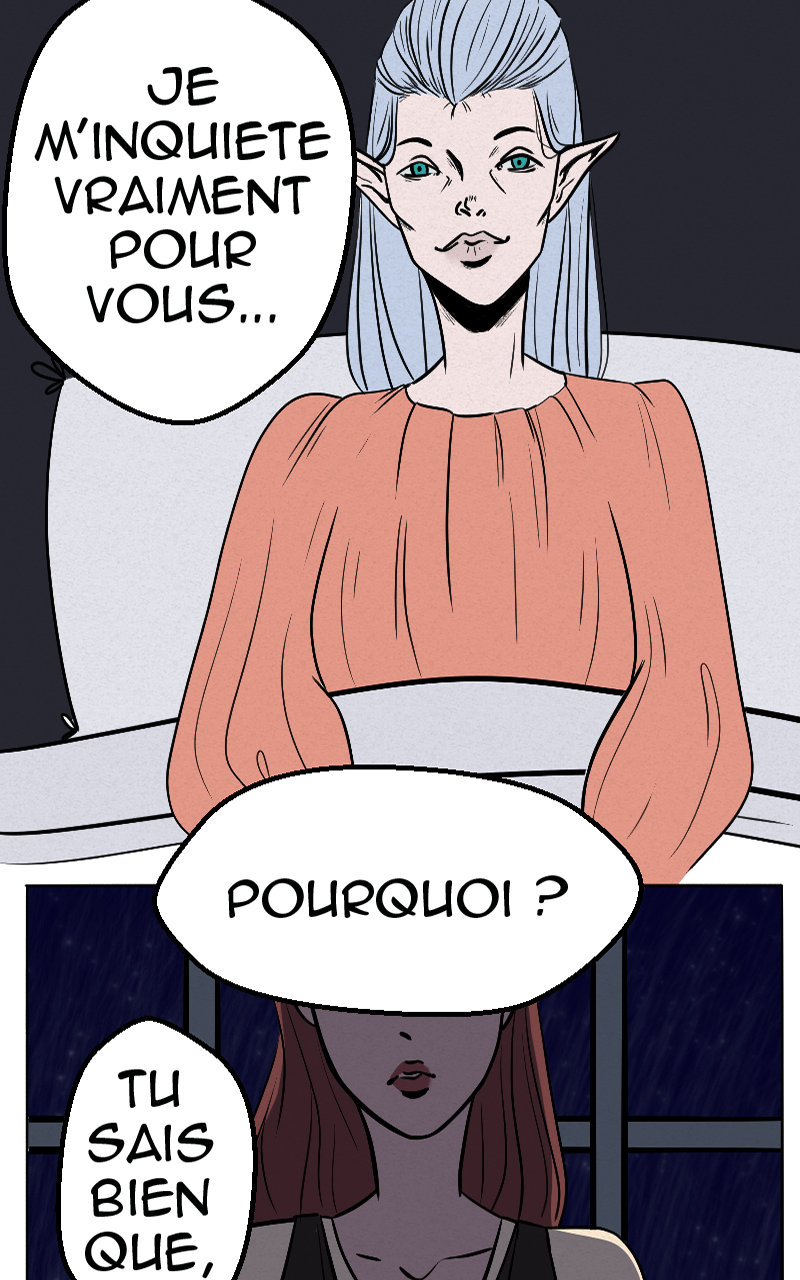 JE
M'INQUIETE
VRAIMENT
POUR
VOUS...
POURQUOI ?
TU
SAIS
BIEN
QUE,